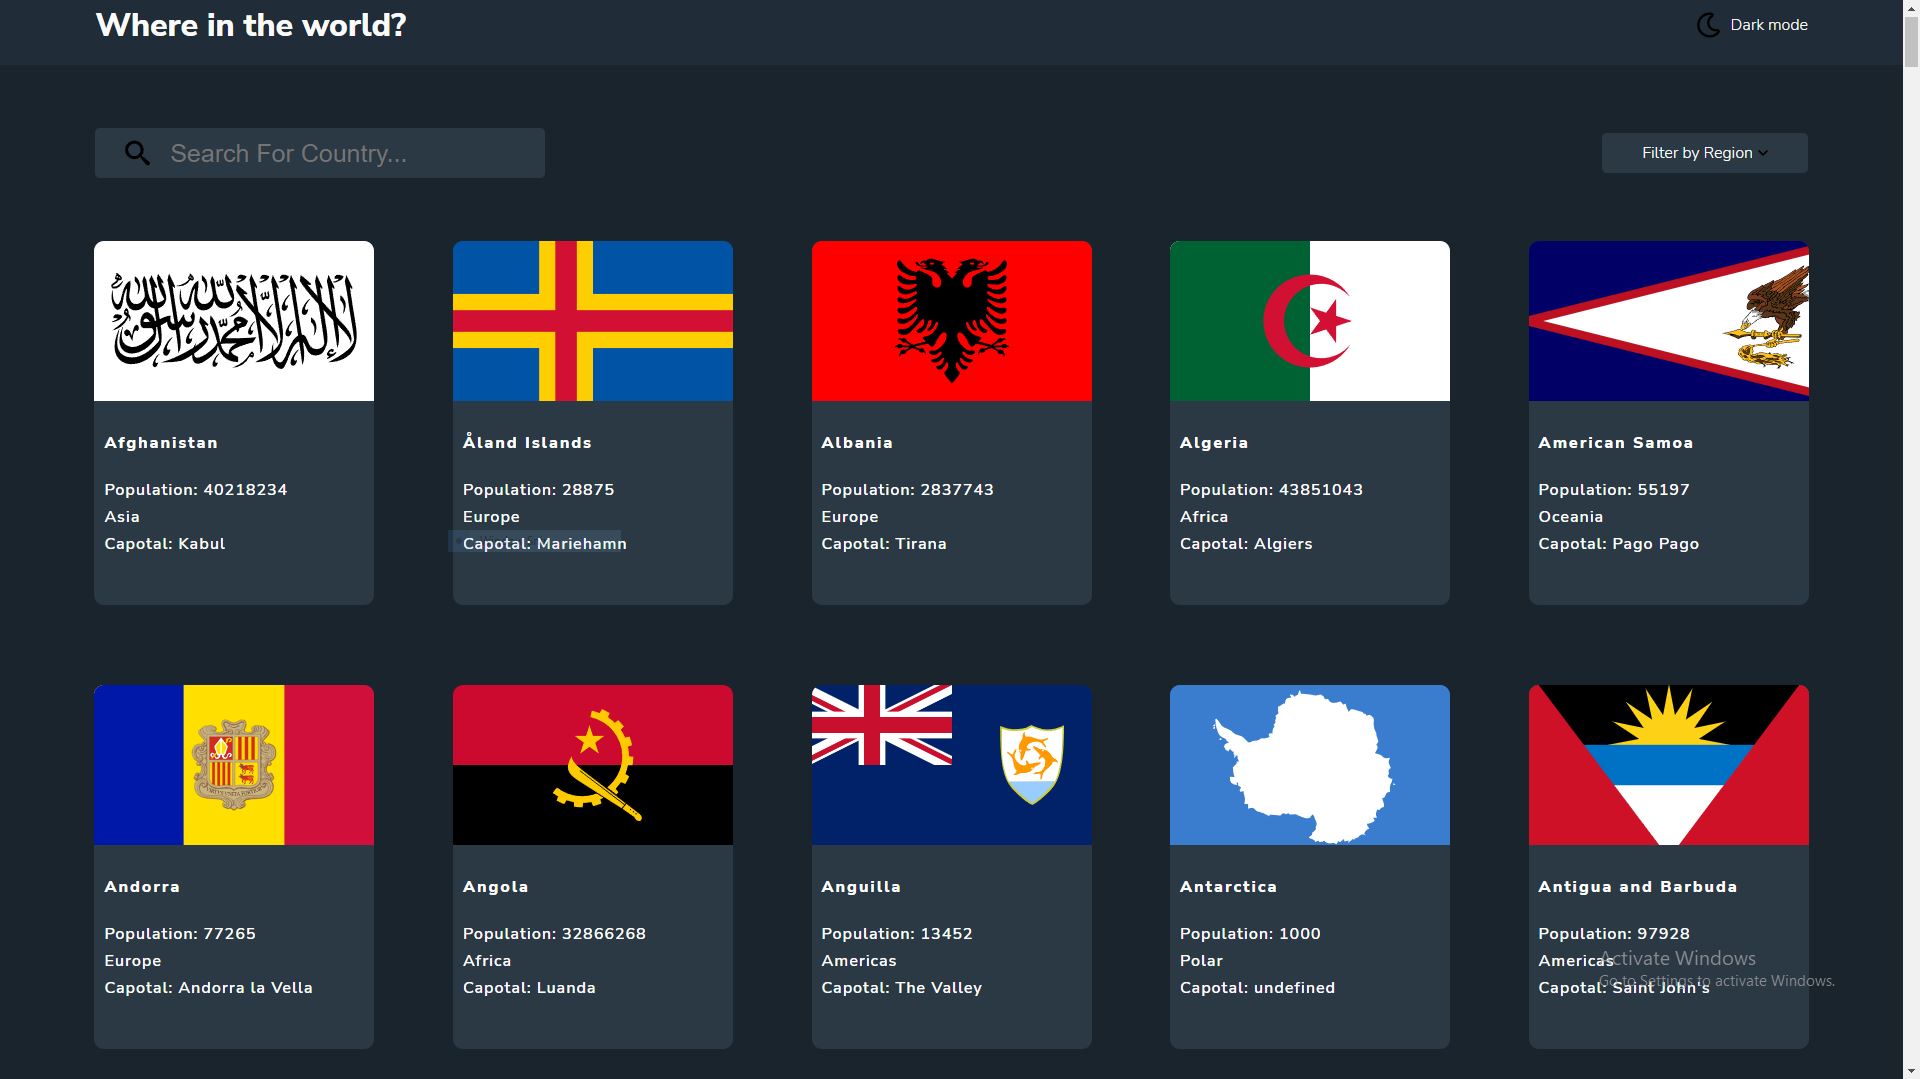 Where in the world?
Dark mode
Search For Country...
Filter by Region
لا إله إلا الله محمد رسول الله
Afghanistan
Population: 40218234
Asia
Capotal: Kabul
Åland Islands
Population: 28875
Europe
Capotal: Mariehamn
Albania
Population: 2837743
Europe
Capotal: Tirana
Algeria
Population: 43851043
Africa
Capotal: Algiers
American Samoa
Population: 55197
Oceania
Capotal: Pago Pago
Andorra
Population: 77265
Europe
Capotal: Andorra la Vella
Angola
Population: 32866268
Africa
Capotal: Luanda
Anguilla
Population: 13452
Americas
Capotal: The Valley
Antarctica
Population: 1000
Polar
Capotal: undefined
Antigua and Barbuda
Population: 97928
Americas
Capotal: Saint John's
Activate Windows
Go to Settings to activate Windows.